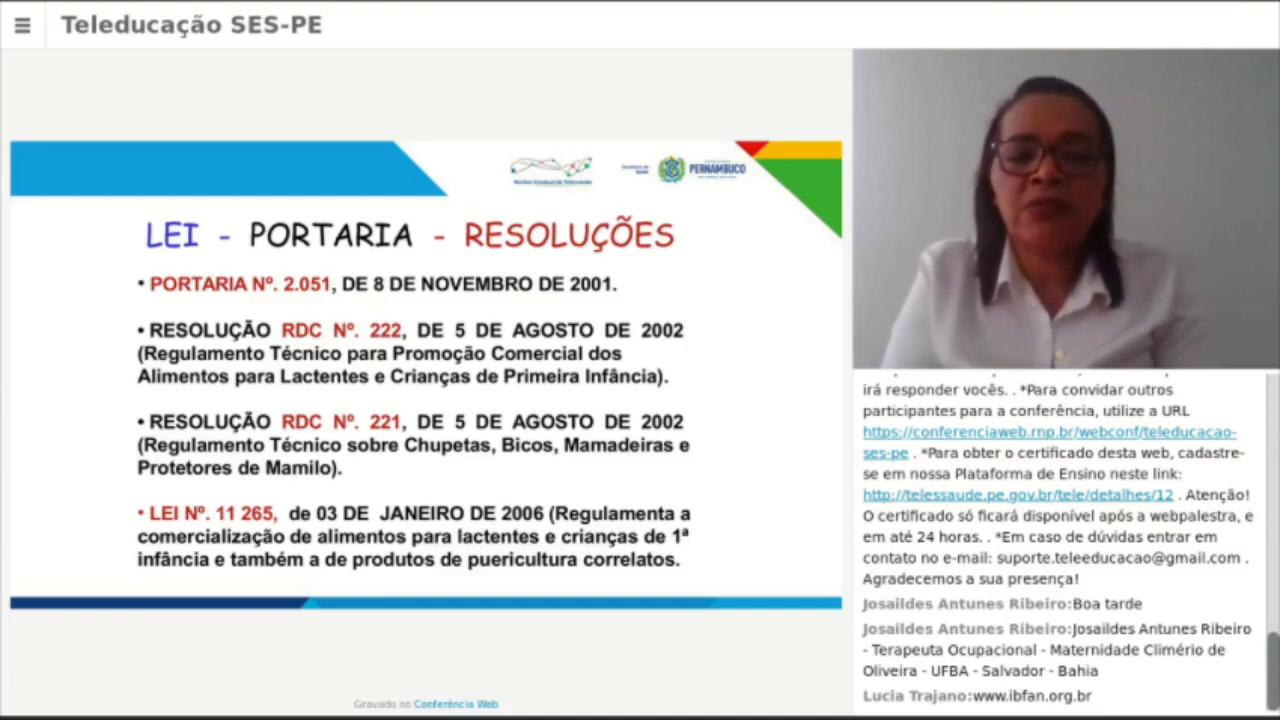 Teleducação SES-PE
PERNAMBUCO
LEI - PORTARIA - RESOLUÇÕES
• PORTARIA Nº. 2.051, DE 8 DE NOVEMBRO DE 2001.
• RESOLUÇÃO RDC Nº. 222, DE 5 DE AGOSTO DE 2002
(Regulamento Técnico para Promoção Comercial dos
Alimentos para Lactentes e Crianças de Primeira Infância).
• RESOLUÇÃO RDC Nº. 221, DE 5 DE AGOSTO DE 2002
(Regulamento Técnico sobre Chupetas, Bicos, Mamadeiras e
Protetores de Mamilo).
• LEI Nº. 11 265, de 03 DE JANEIRO DE 2006 (Regulamenta a
comercialização de alimentos para lactentes e crianças de 1ª
infância e também a de produtos de puericultura correlatos.
Gravado no Conferência Web
irá responder vocês. . *Para convidar outros
participantes para a conferência, utilize a URL
https://conferenciaweb.rnp.br/webconf/teleducacao-
ses-pe . *Para obter o certificado desta web, cadastre-
se em nossa Plataforma de Ensino neste link:
http://telessaude.pe.gov.br/tele/detalhes/12 . Atenção!
O certificado só ficará disponível após a webpalestra, e
em até 24 horas. . *Em caso de dúvidas entrar em
contato no e-mail: suporte.teleeducacao@gmail.com .
Agradecemos a sua presença!
Josaildes Antunes Ribeiro:Boa tarde
Josaildes Antunes Ribeiro:Josaildes Antunes Ribeiro
- Terapeuta Ocupacional - Maternidade Climério de
Oliveira - UFBA - Salvador - Bahia
Lucia Trajano:www.ibfan.org.br